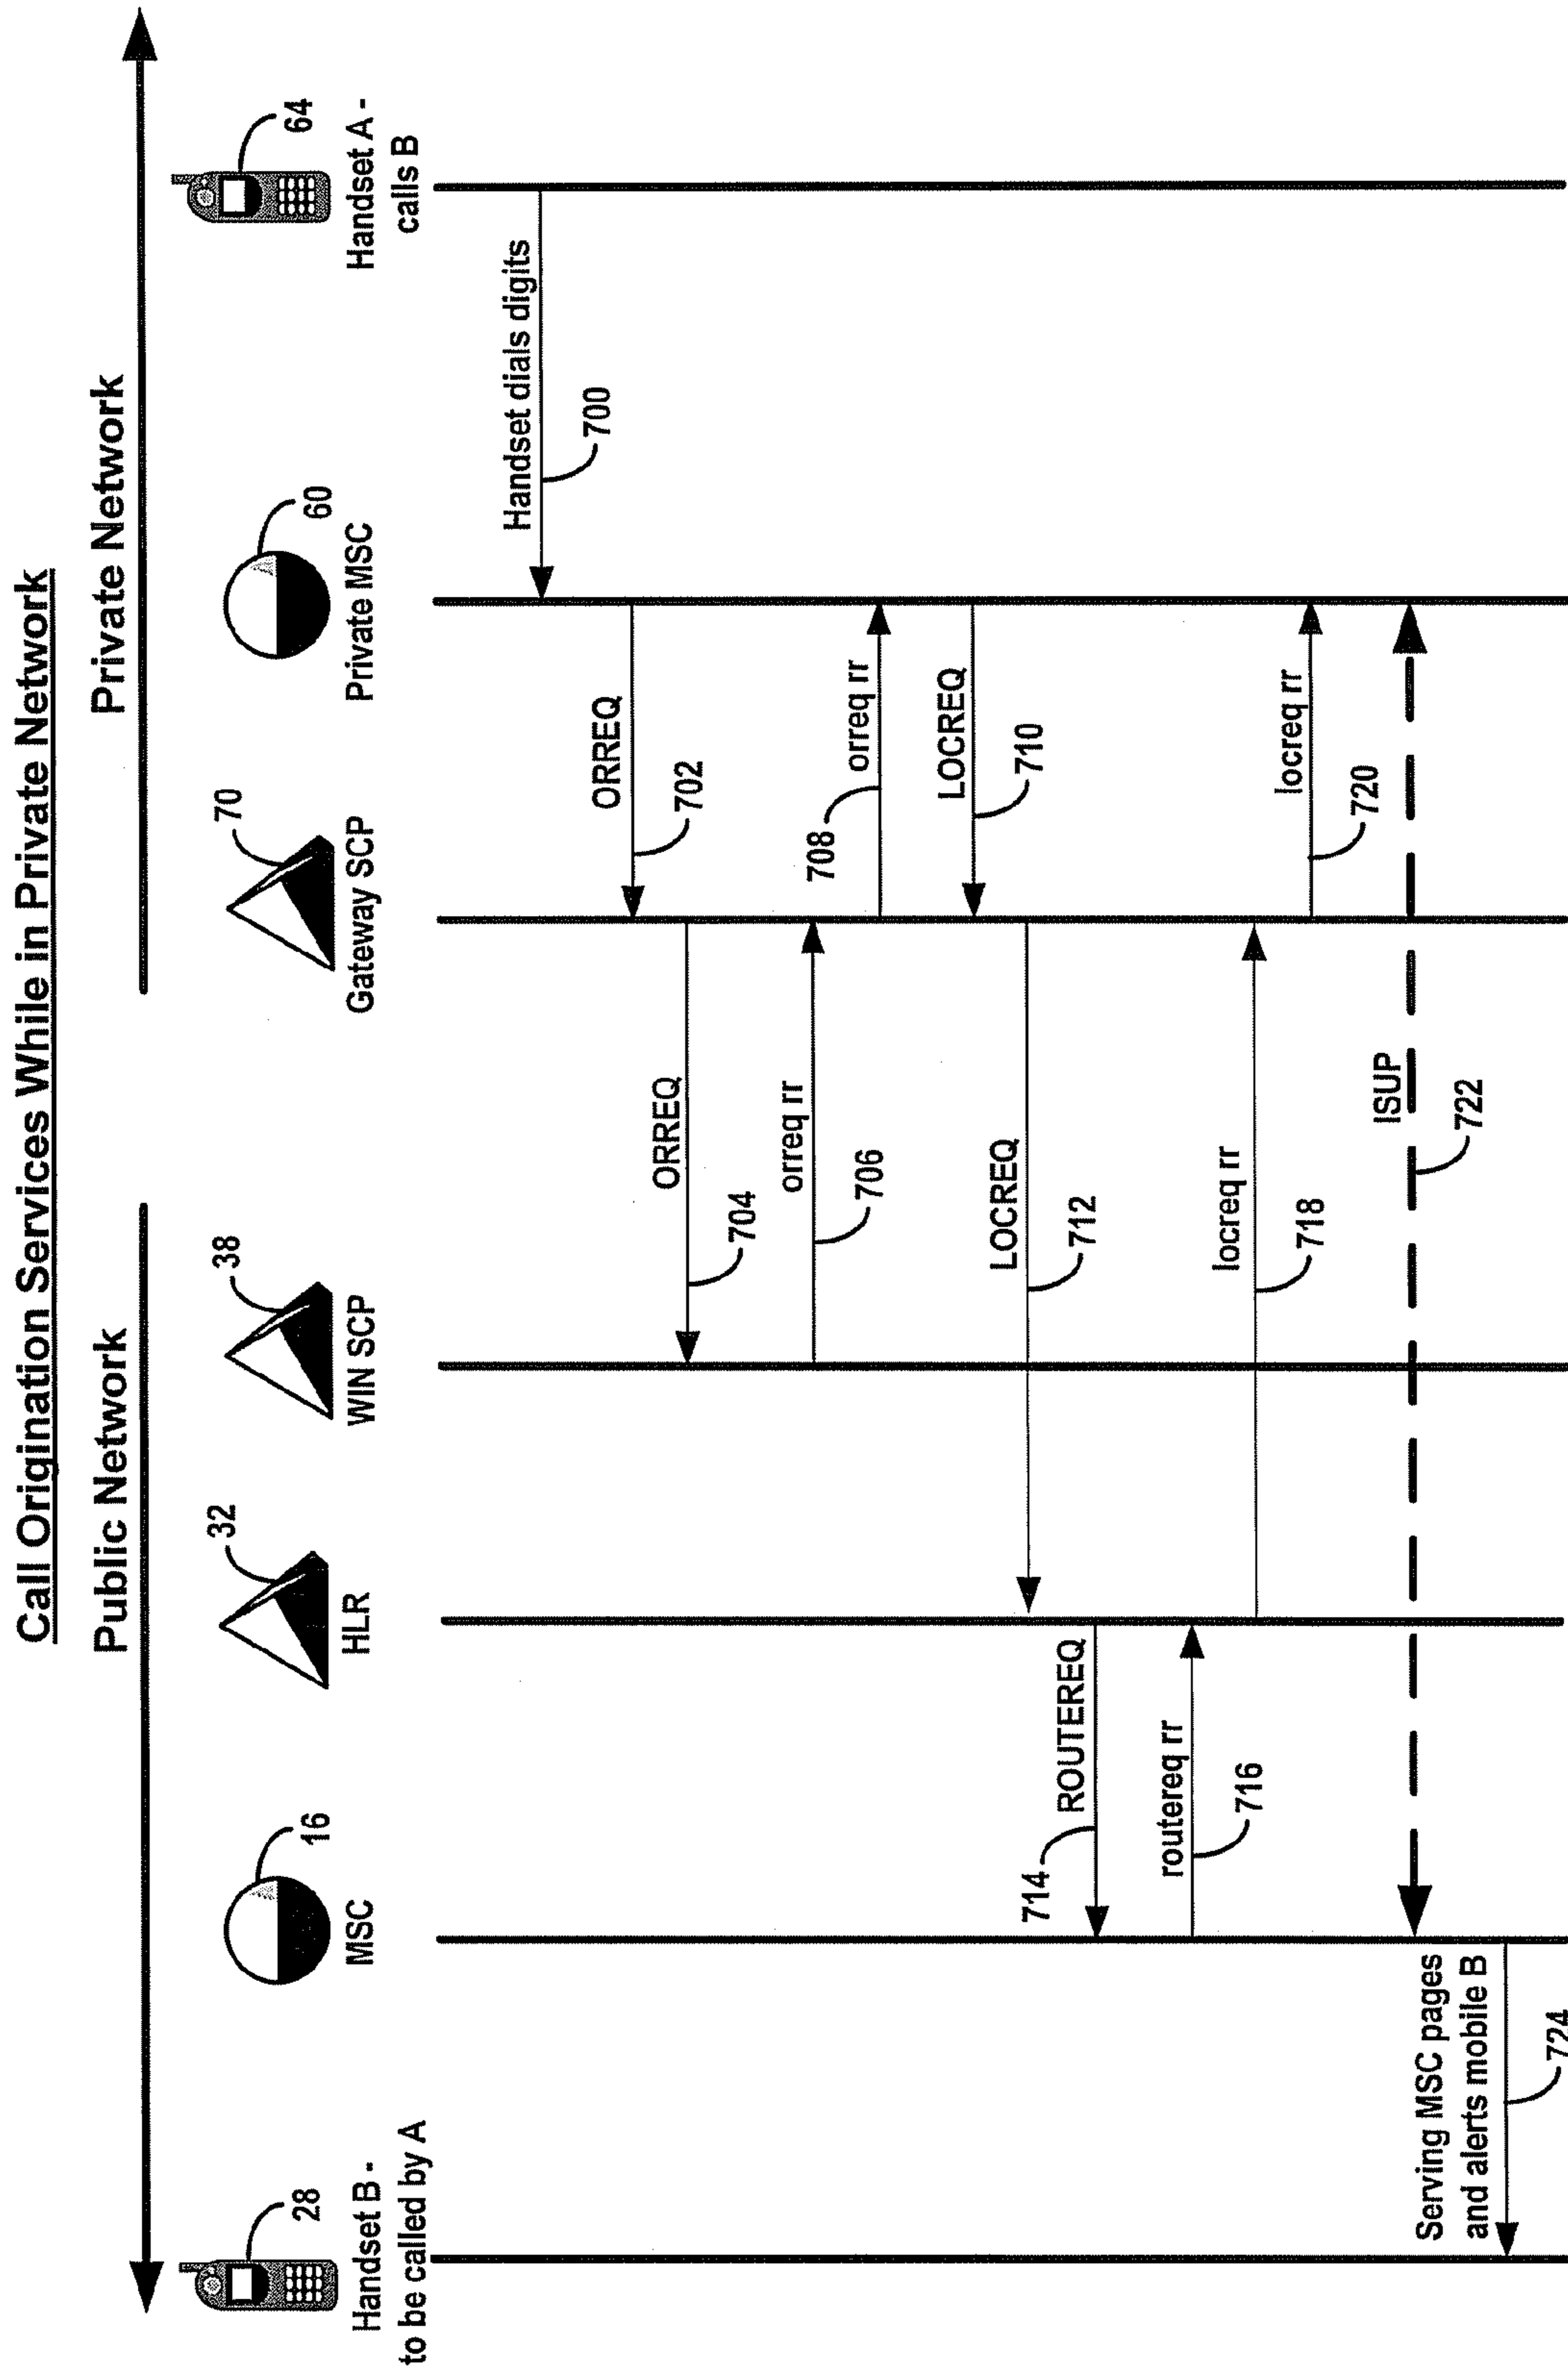 Call Origination Services While in Private Network
Public Network
Private Network
28
Handset B -
to be called by A
16
MSC
32
HLR
38
WIN SCP
70
Gateway SCP
60
Private MSC
64
Handset A -
calls B
Handset dials digits
700
ORREQ
702
ORREQ
704
orreq rr
706
orreq rr
708
LOCREQ
710
LOCREQ
712
ROUTEREQ
714
routereq rr
716
locreq rr
718
locreq rr
720
ISUP
722
Serving MSC pages
and alerts mobile B
724